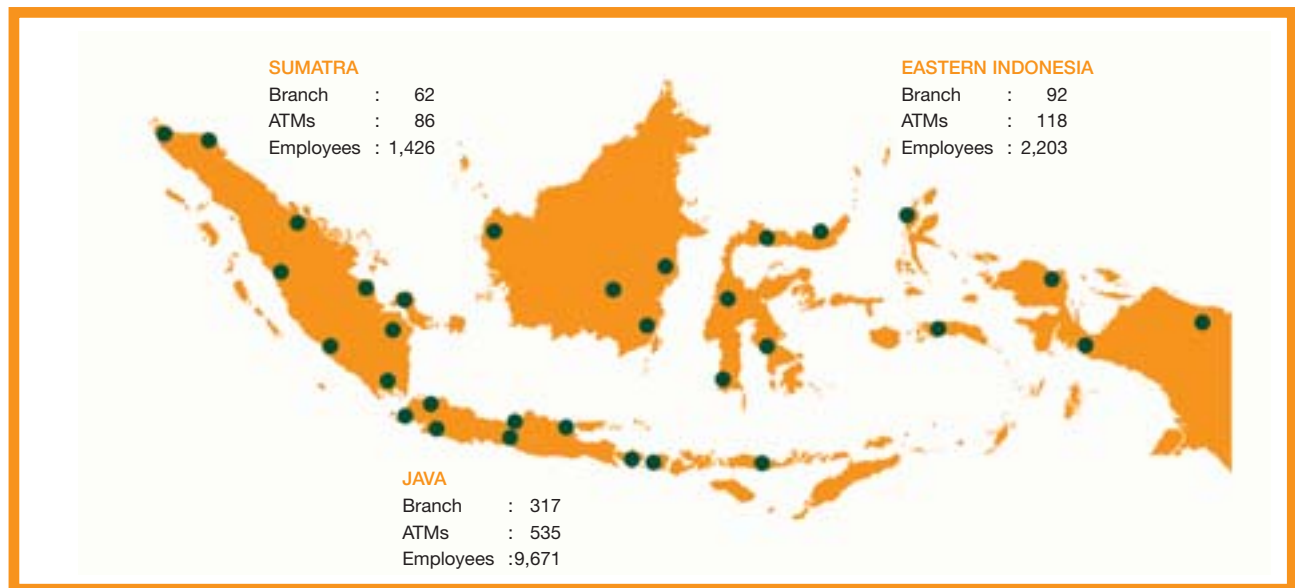 SUMATRA
Branch : 62
ATMs : 86
Employees : 1,426
EASTERN INDONESIA
Branch : 92
ATMs : 118
Employees : 2,203
JAVA
Branch : 317
ATMs : 535
Employees :9,671